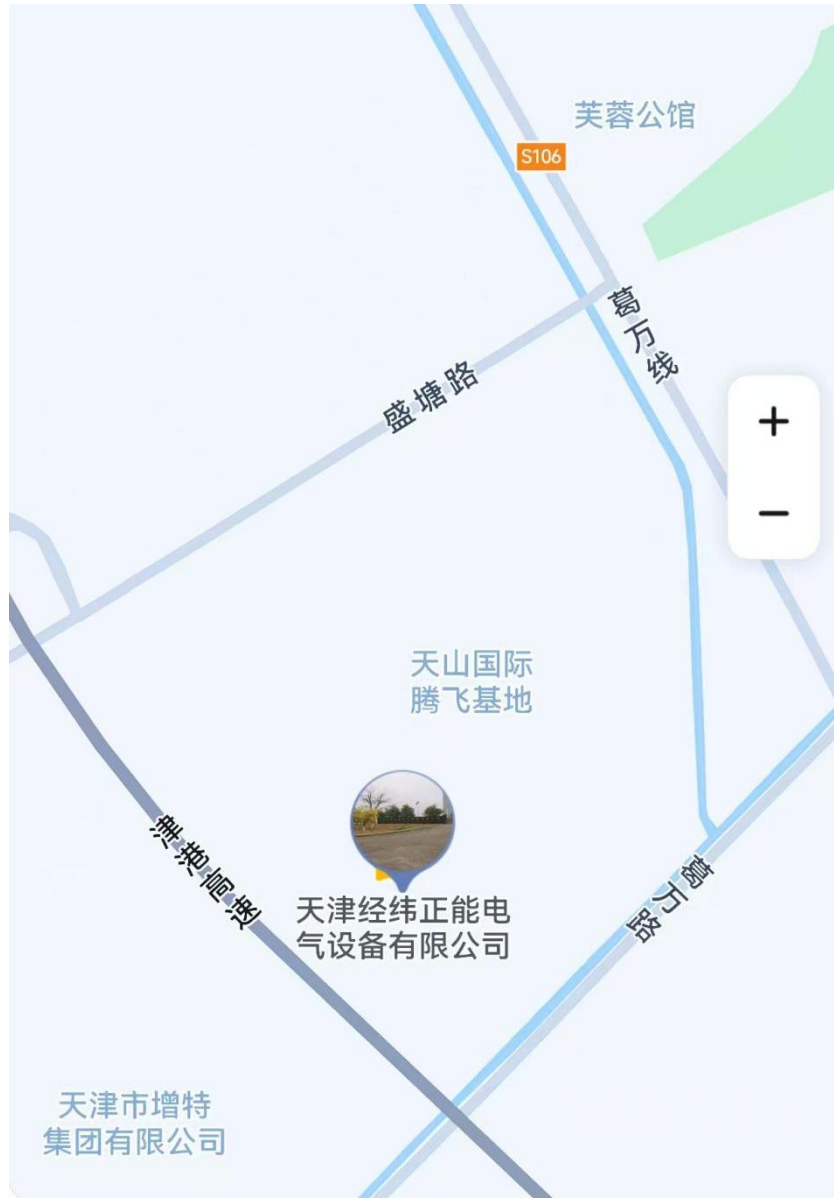 芙蓉公馆
S106
葛万线
盛塘路
天山国际
腾飞基地
津港高速
天津经纬正能电
气设备有限公司
葛万路
天津市增特
集团有限公司